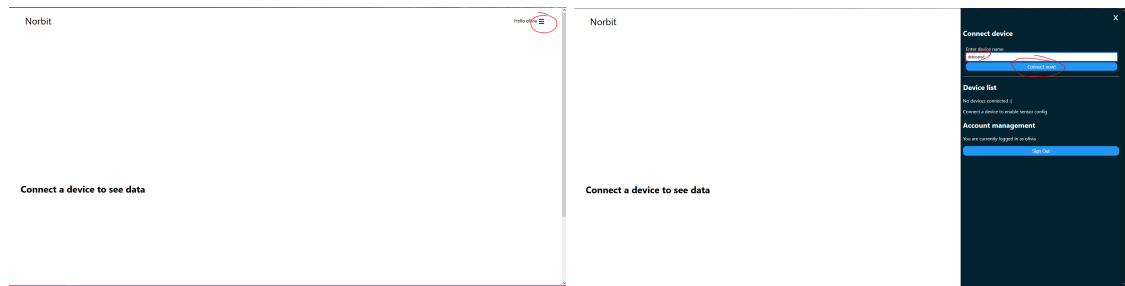 Norbit
Hello olivia
Connect a device to see data
Norbit
X
Connect device
Enter device name
Connect now!
Device list
No devices connected :(
Connect a device to enable sensor config
Account management
You are currently logged in as olivia
Sign Out
Connect a device to see data